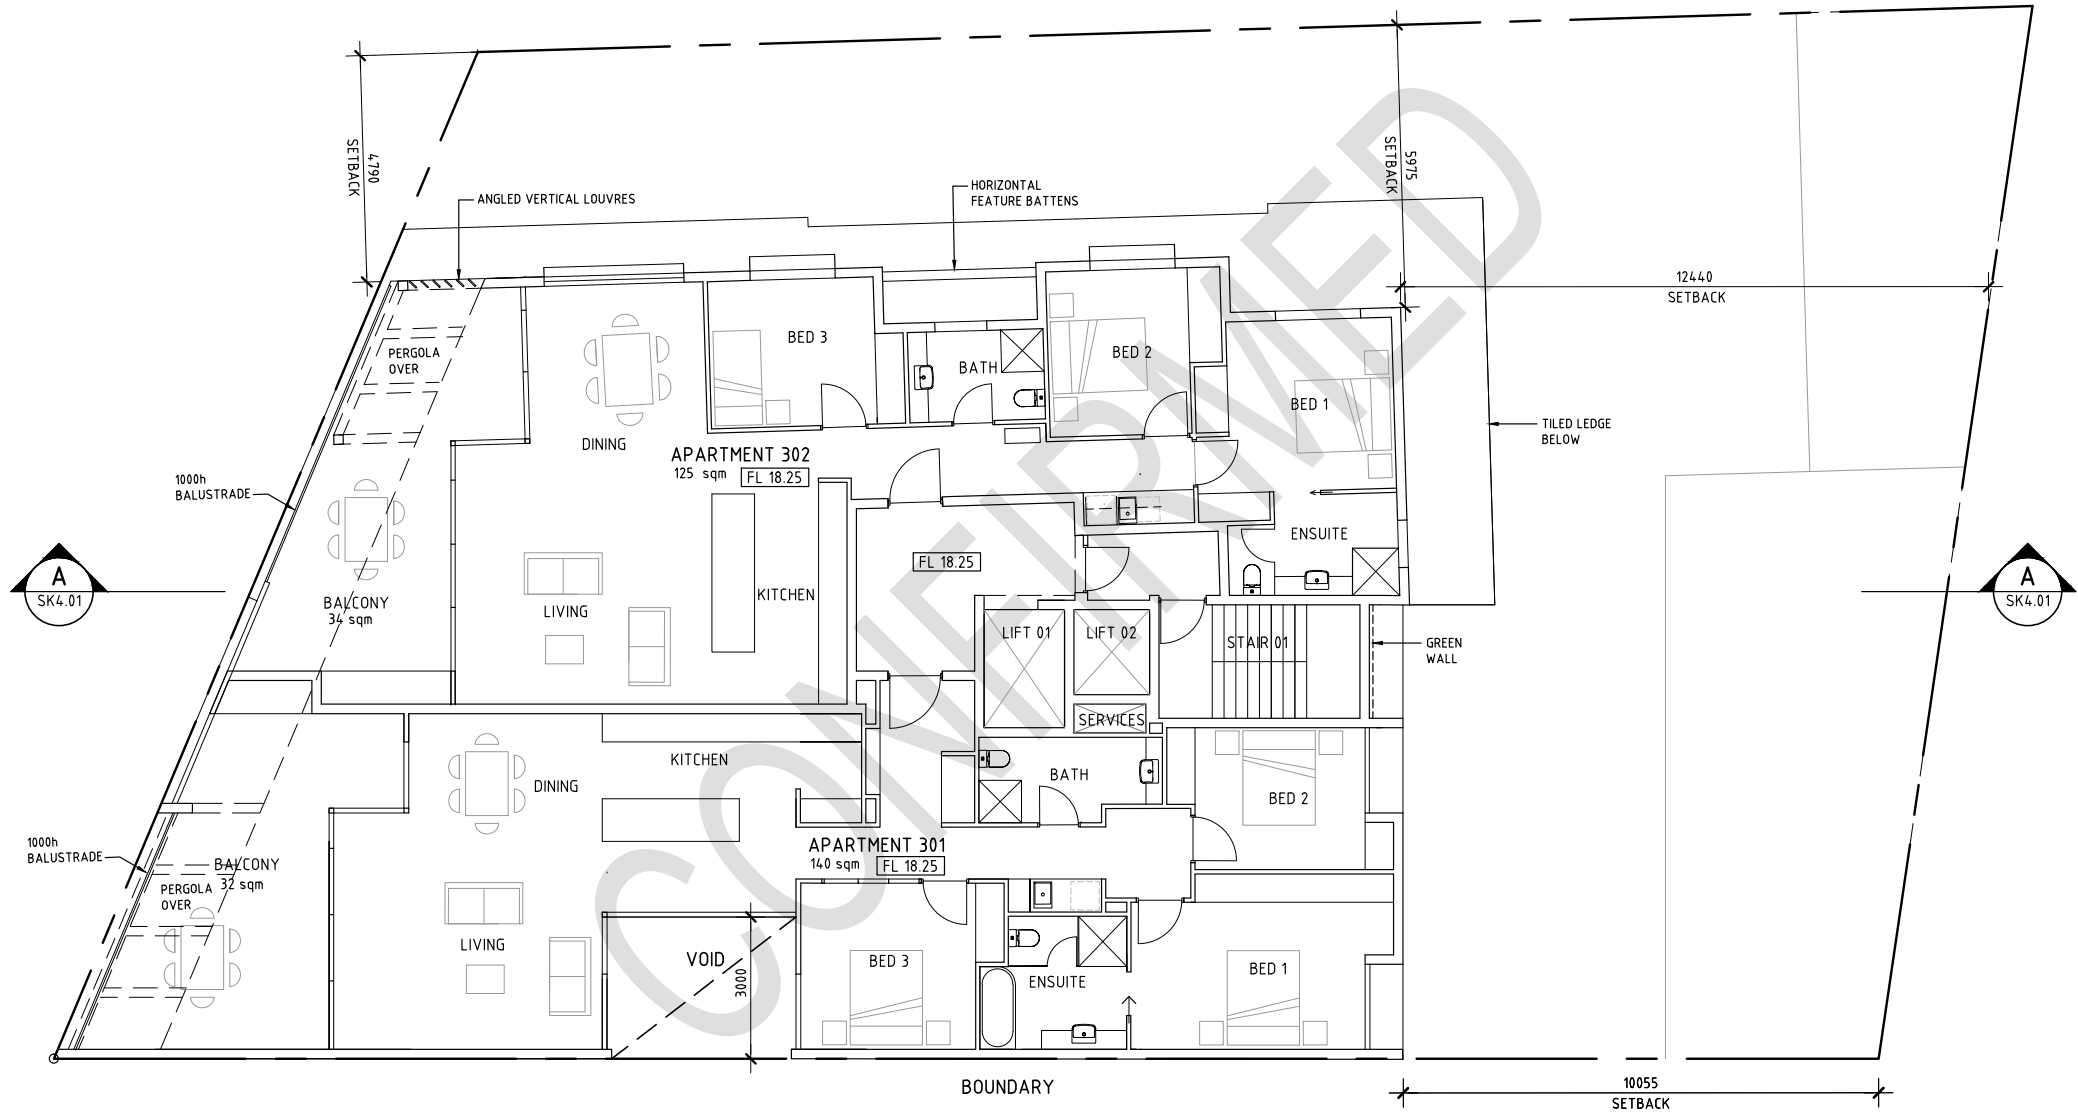 4790
SETBACK
5975
SETBACK
ANGLED VERTICAL LOUVRES
HORIZONTAL
FEATURE BATTENS
12440
SETBACK
PERGOLA
OVER
BED 3
BATH
BED 2
BED 1
TILED LEDGE
BELOW
DINING
APARTMENT 302
125 sqm
FL 18.25
1000h
BALUSTRADE
ENSUITE
FL 18.25
A
SK4.01
BALCONY
34 sqm
LIVING
KITCHEN
LIFT 01
LIFT 02
STAIR 01
GREEN
WALL
A
SK4.01
SERVICES
KITCHEN
DINING
BATH
BED 2
1000h
BALUSTRADE
BALCONY
32 sqm
PERGOLA
OVER
APARTMENT 301
140 sqm
FL 18.25
LIVING
VOID
3000
BED 3
ENSUITE
BED 1
BOUNDARY
10055
SETBACK
CONFIRMED